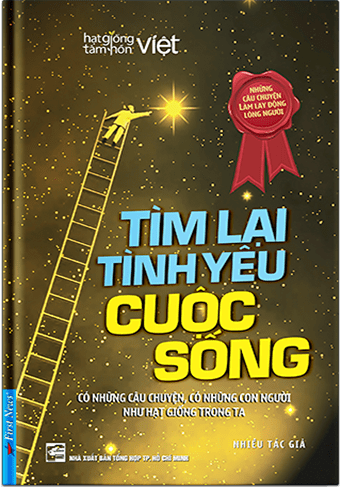 hạt giống
tâm hồn
việt
NHỮNG
CÂU CHUYỆN
LÀM LAY ĐỘNG
LÒNG NGƯỜI
TÌM LẠI
TÌNH YÊU
CUỘC
SỐNG
CÓ NHỮNG CÂU CHUYỆN, CÓ NHỮNG CON NGƯỜI
NHƯ HẠT GIỐNG TRONG TA
NHIỀU TÁC GIẢ
First News
NHÀ XUẤT BẢN TỔNG HỢP TP. HỒ CHÍ MINH